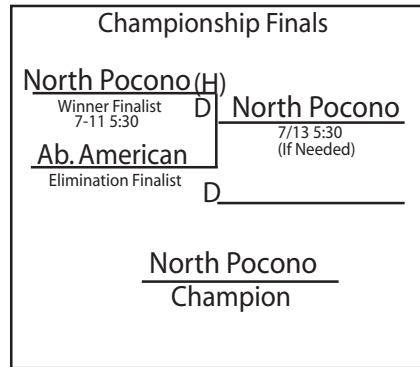 Championship Finals
North Pocono (H)
Winner Finalist
7-11 5:30
D
North Pocono
7/13 5:30
(If Needed)
Ab. American
Elimination Finalist
D
North Pocono
Champion